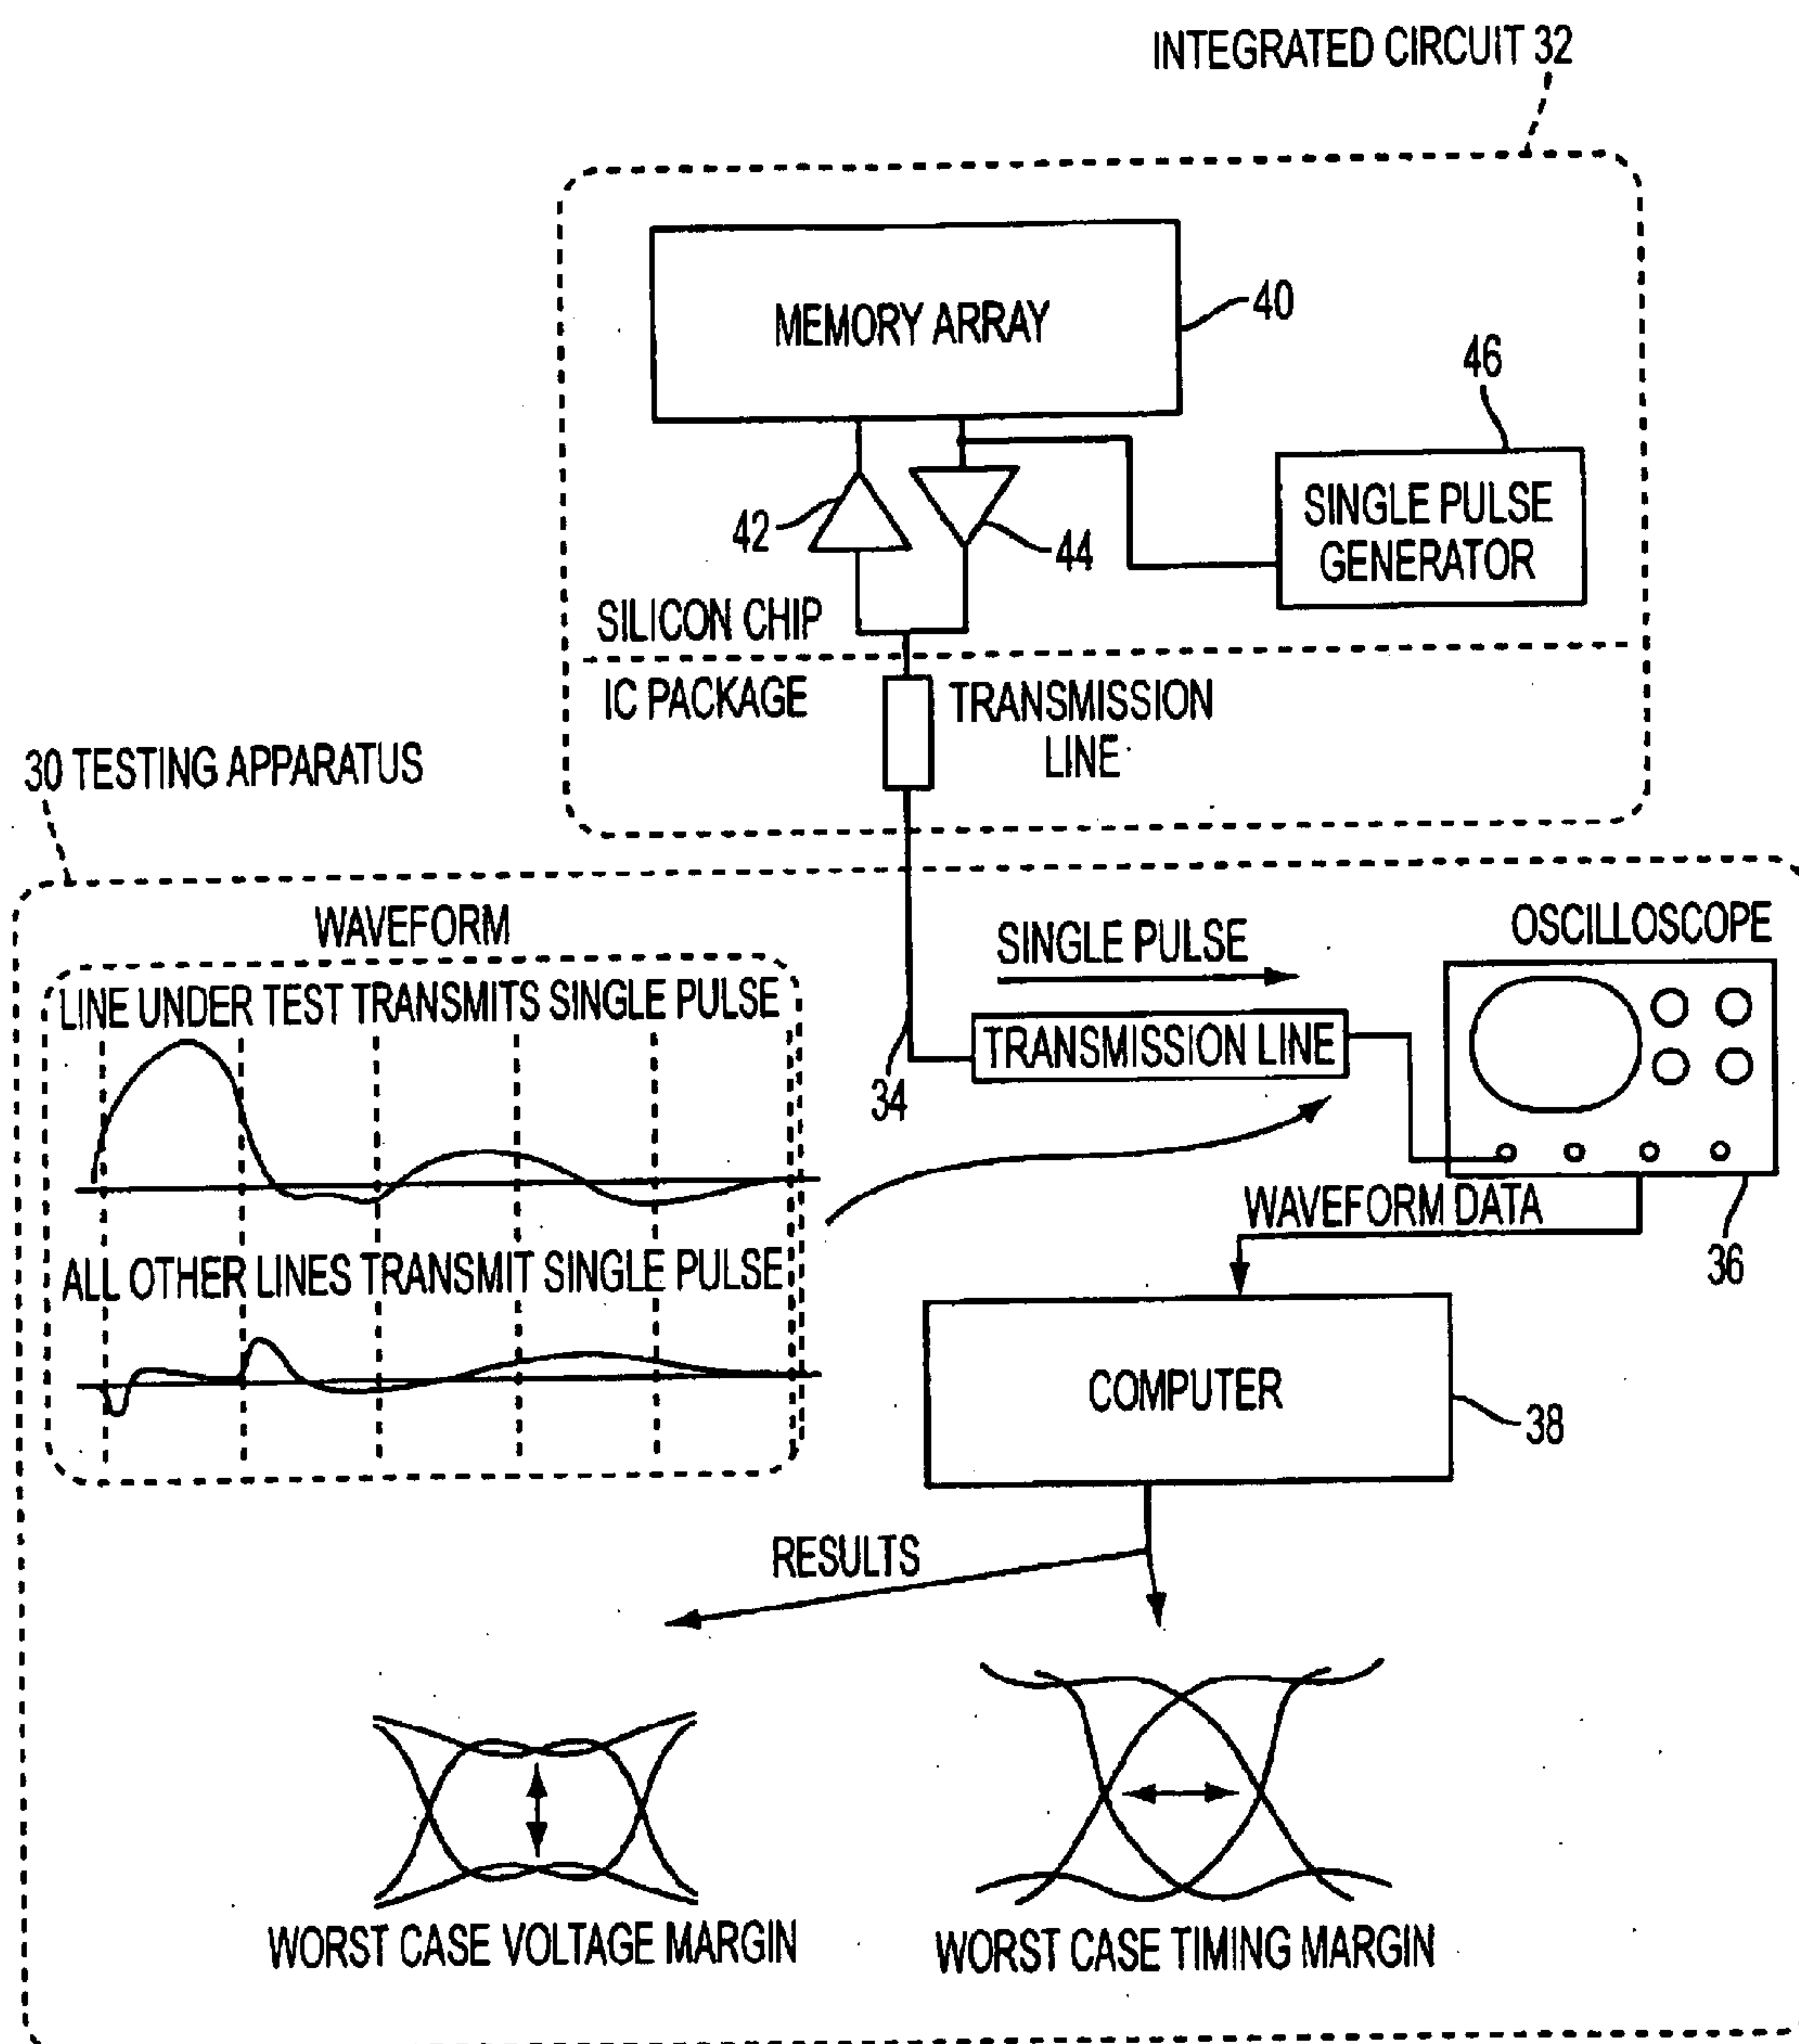 INTEGRATED CIRCUIT 32
MEMORY ARRAY
40
46
SINGLE PULSE
GENERATOR
42
44
SILICON CHIP
IC PACKAGE
TRANSMISSION
LINE
30 TESTING APPARATUS
WAVEFORM
LINE UNDER TEST TRANSMITS SINGLE PULSE
ALL OTHER LINES TRANSMIT SINGLE PULSE
SINGLE PULSE
TRANSMISSION LINE
34
OSCILLOSCOPE
WAVEFORM DATA
36
COMPUTER
38
RESULTS
WORST CASE VOLTAGE MARGIN
WORST CASE TIMING MARGIN